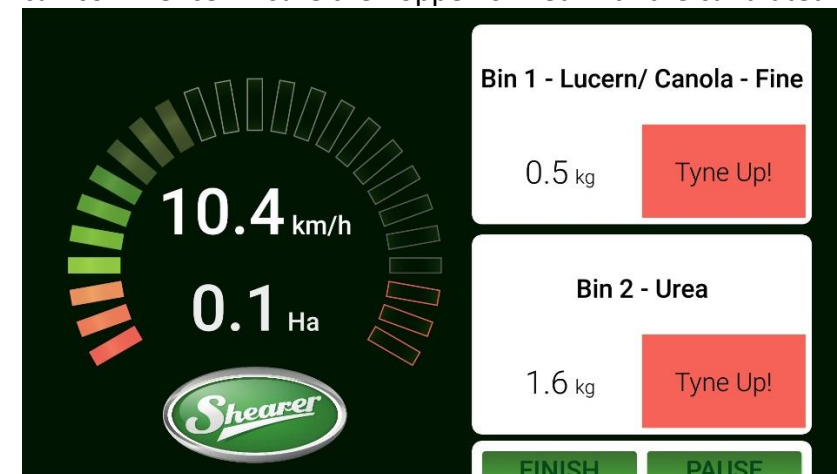 10.4 km/h
0.1 Ha
Shearer
Bin 1 - Lucern/ Canola - Fine
0.5 kg
Tyne Up!
Bin 2 - Urea
1.6 kg
Tyne Up!
FINISH
PAUSE